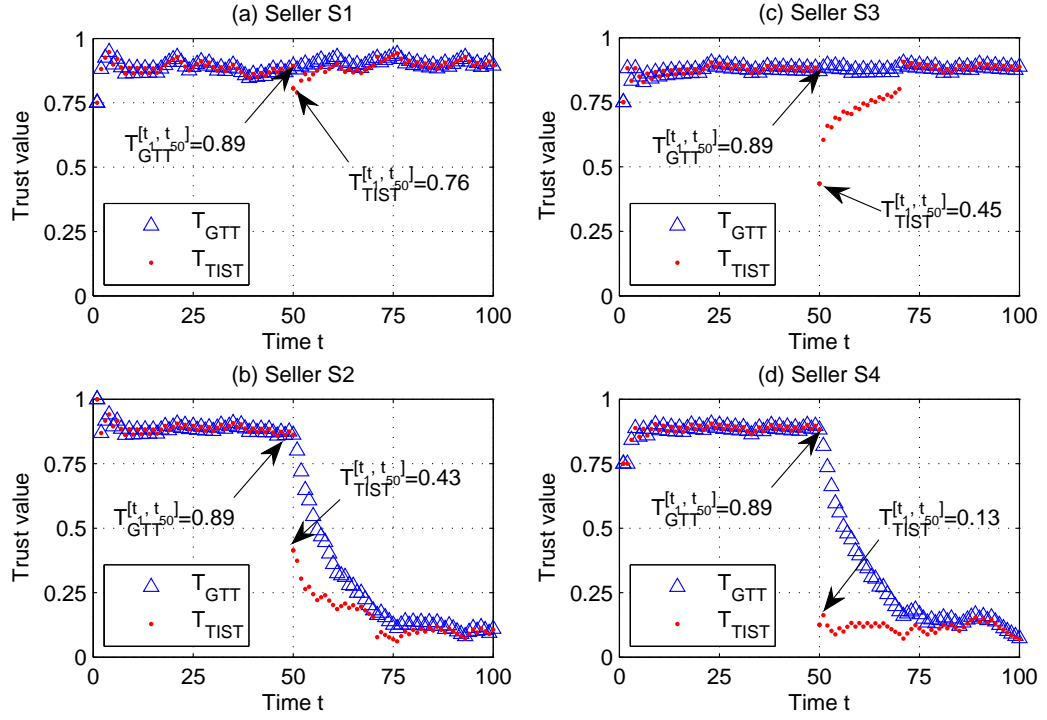 (a) Seller S1
Trust value
1
0.75
0.5
0.25
0
T_GTT^[t_1, t_50]=0.89
T_TIST^[t_1, t_50]=0.76
T_GTT
T_TIST
0 25 50 75 100
Time t
(c) Seller S3
Trust value
1
0.75
0.5
0.25
0
T_GTT^[t_1, t_50]=0.89
T_TIST^[t_1, t_50]=0.45
T_GTT
T_TIST
0 25 50 75 100
Time t
(b) Seller S2
Trust value
1
0.75
0.5
0.25
0
T_TIST^[t_1, t_50]=0.43
T_GTT^[t_1, t_50]=0.89
T_GTT
T_TIST
0 25 50 75 100
Time t
(d) Seller S4
Trust value
1
0.75
0.5
0.25
0
T_GTT^[t_1, t_50]=0.89
T_TIST^[t_1, t_50]=0.13
T_GTT
T_TIST
0 25 50 75 100
Time t